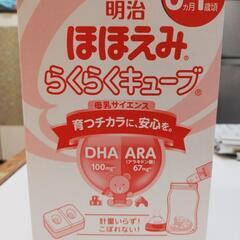 明治
0ヵ月 1歳頃
ほほえみ®
らくらくキューブ®
母乳サイエンス
育つチカラに、安心を。
DHA ARA
(アラキドン酸)
100mg 67mg
計量いらず!
こぼれない!